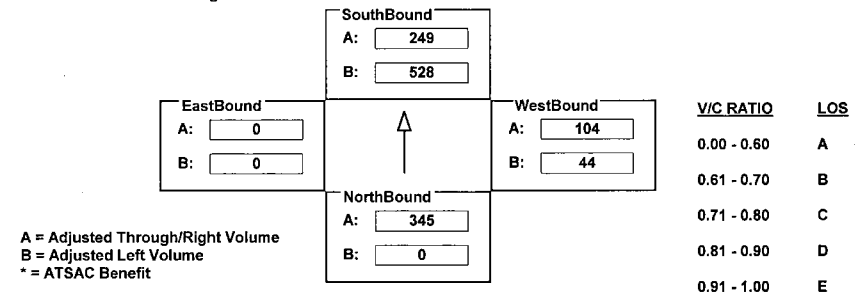 SouthBound
A: 249
B: 528
EastBound
A: 0
B: 0
WestBound
A: 104
B: 44
NorthBound
A: 345
B: 0
A = Adjusted Through/Right Volume
B = Adjusted Left Volume
* = ATSAC Benefit
V/C RATIO LOS
0.00 - 0.60 A
0.61 - 0.70 B
0.71 - 0.80 C
0.81 - 0.90 D
0.91 - 1.00 E